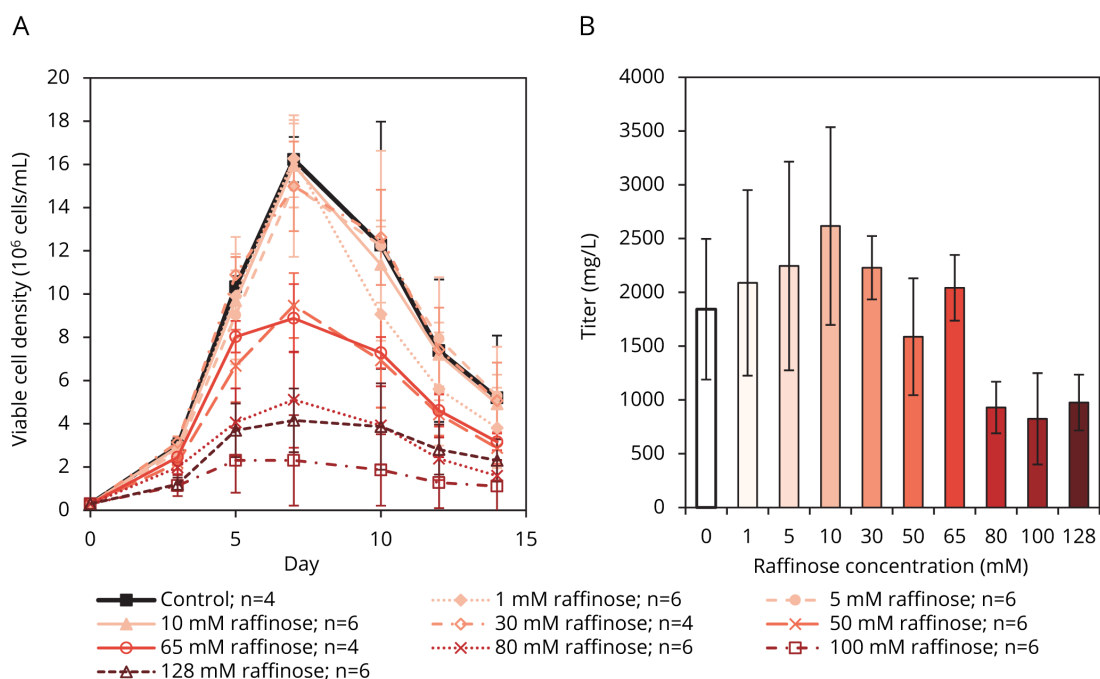 A
B
Viable cell density (10⁶ cells/mL)
20
18
16
14
12
10
8
6
4
2
0
0 5 10 15
Day
Titer (mg/L)
4000
3500
3000
2500
2000
1500
1000
500
0
0 1 5 10 30 50 65 80 100 128
Raffinose concentration (mM)
Control; n=4 1 mM raffinose; n=6 5 mM raffinose; n=6
10 mM raffinose; n=6 30 mM raffinose; n=4 50 mM raffinose; n=6
65 mM raffinose; n=4 80 mM raffinose; n=6 100 mM raffinose; n=6
128 mM raffinose; n=6